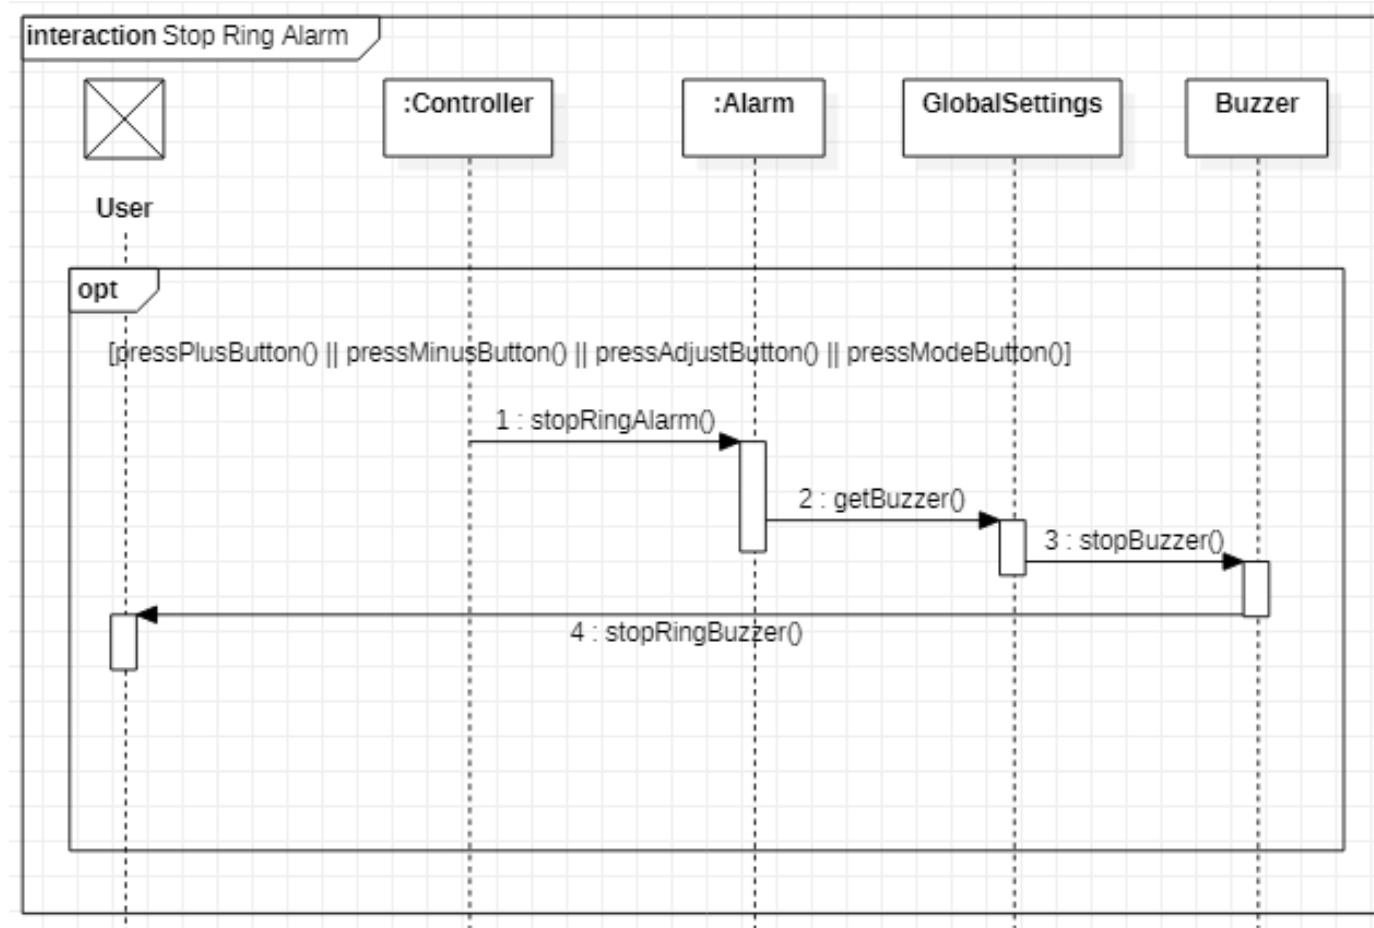 interaction Stop Ring Alarm
:Controller
:Alarm
GlobalSettings
Buzzer
User
opt
[pressPlusButton() || pressMinusButton() || pressAdjustButton() || pressModeButton()]
1 : stopRingAlarm()
2 : getBuzzer()
3 : stopBuzzer()
4 : stopRingBuzzer()